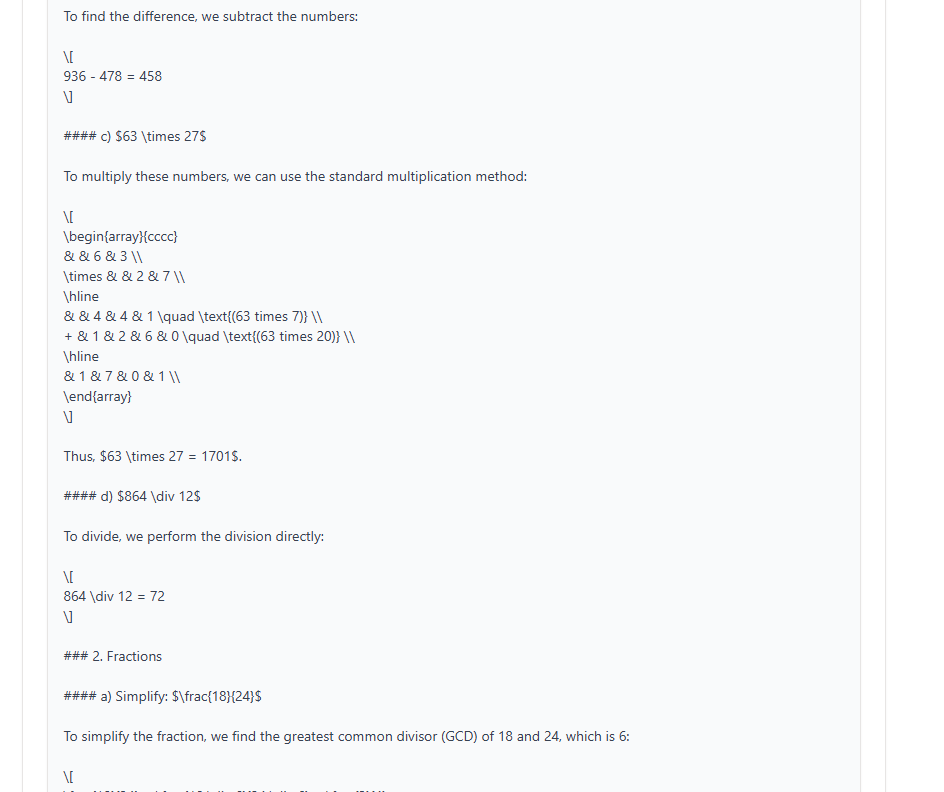 To find the difference, we subtract the numbers:
\[
936 - 478 = 458
\]
#### c) $63 \times 27$
To multiply these numbers, we can use the standard multiplication method:
\[
\begin{array}{cccc}
& & 6 & 3 \\
\times & & 2 & 7 \\
\hline
& & 4 & 4 & 1 \quad \text{(63 times 7)} \\
+ & 1 & 2 & 6 & 0 \quad \text{(63 times 20)} \\
\hline
& 1 & 7 & 0 & 1 \\
\end{array}
\]
Thus, $63 \times 27 = 1701$.
#### d) $864 \div 12$
To divide, we perform the division directly:
\[
864 \div 12 = 72
\]
### 2. Fractions
#### a) Simplify: $\frac{18}{24}$
To simplify the fraction, we find the greatest common divisor (GCD) of 18 and 24, which is 6:
\[